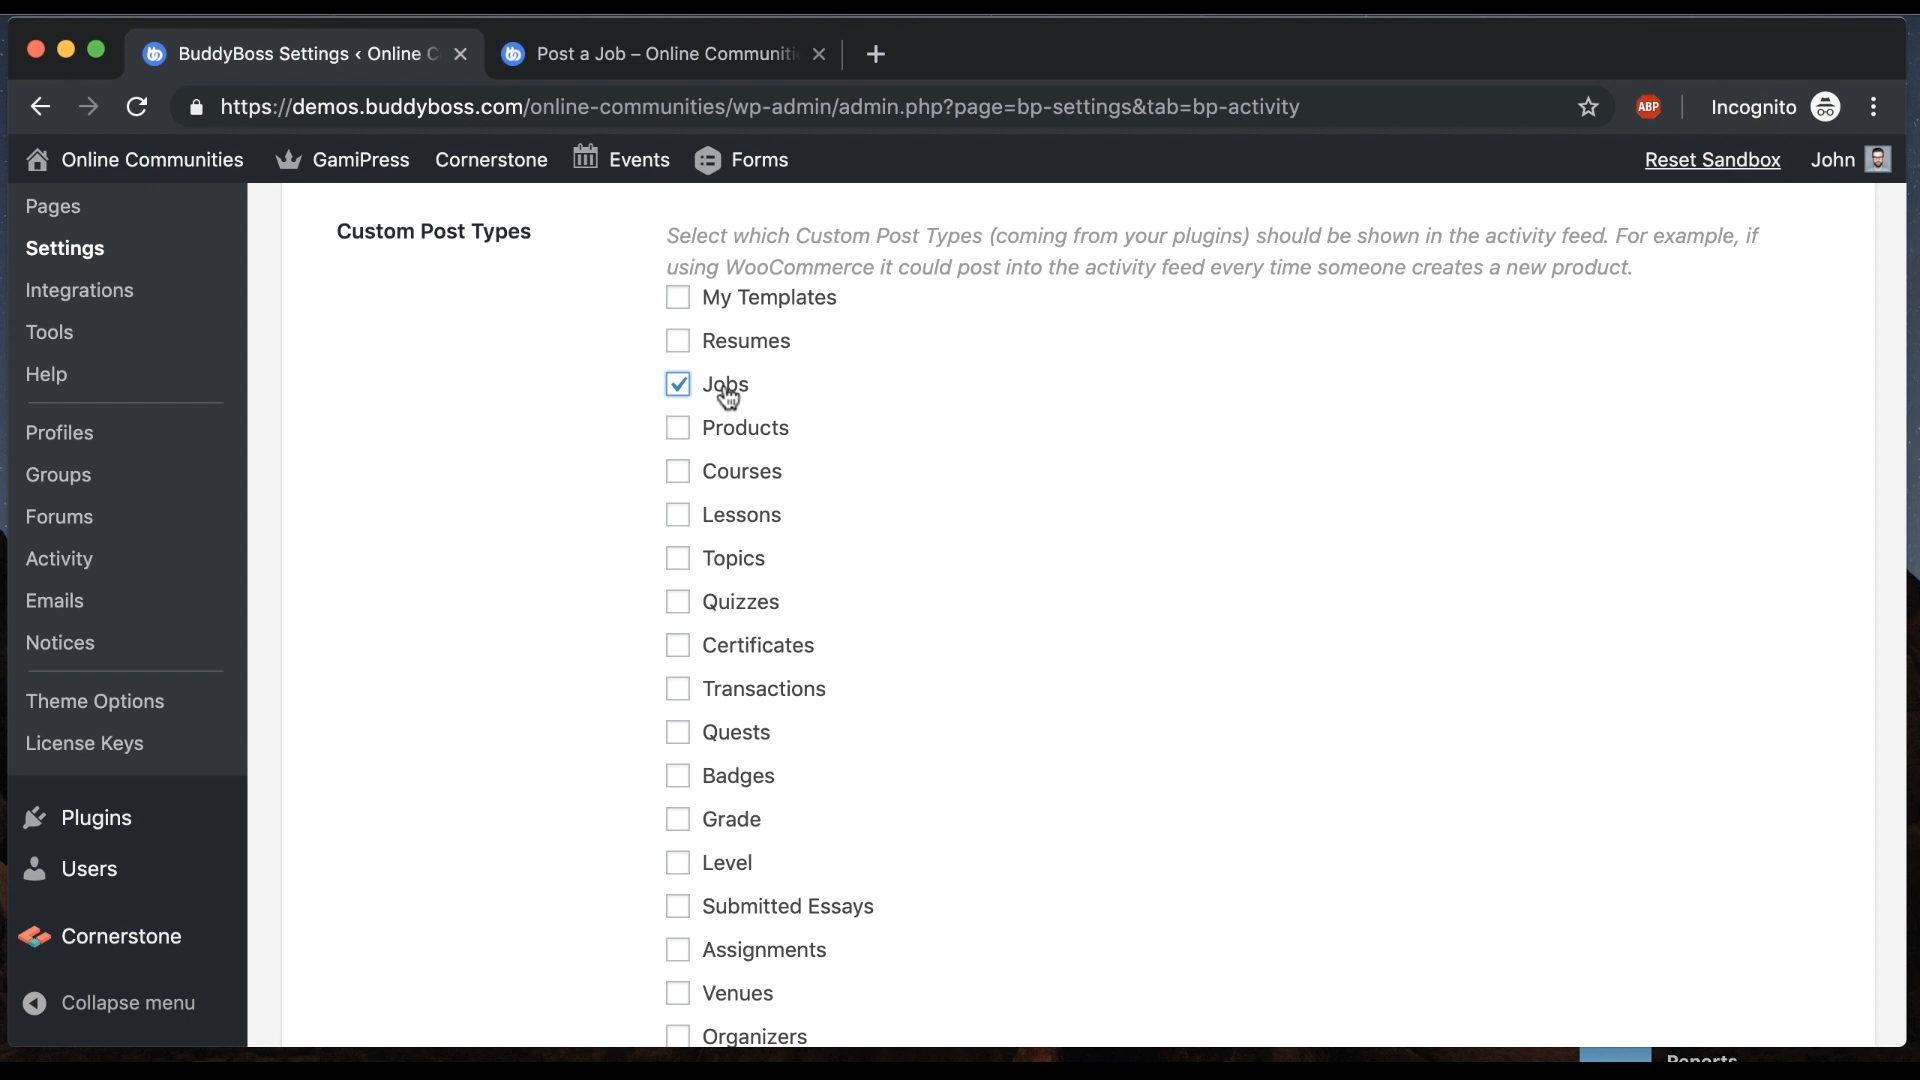 BuddyBoss Settings ‹ Online C
Post a Job – Online Communiti
https://demos.buddyboss.com/online-communities/wp-admin/admin.php?page=bp-settings&tab=bp-activity
ABP
Incognito
Online Communities
GamiPress
Cornerstone
Events
Forms
Reset Sandbox
John
Pages
Settings
Integrations
Tools
Help
Profiles
Groups
Forums
Activity
Emails
Notices
Theme Options
License Keys
Plugins
Users
Cornerstone
Collapse menu
Custom Post Types
Select which Custom Post Types (coming from your plugins) should be shown in the activity feed. For example, if
using WooCommerce it could post into the activity feed every time someone creates a new product.
My Templates
Resumes
Jobs
Products
Courses
Lessons
Topics
Quizzes
Certificates
Transactions
Quests
Badges
Grade
Level
Submitted Essays
Assignments
Venues
Organizers
Reports